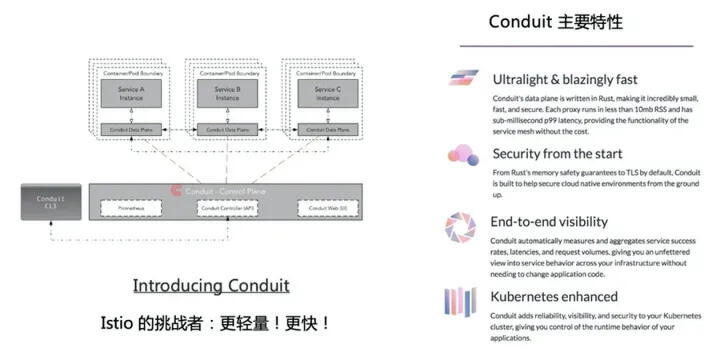 Container/Pod Boundary
Container/Pod Boundary
Container/Pod Boundary
Service A
Instance
Service B
Instance
Service C
Instance
Conduit Data Plane
Conduit Data Plane
Conduit Data Plane
Conduit
CLI
Conduit - Control Plane
Prometheus
Conduit Controller (API)
Conduit Web (UI)
Introducing Conduit
Istio 的挑战者：更轻量！更快！
Conduit 主要特性
Ultralight & blazingly fast
Conduit's data plane is written in Rust, making it incredibly small,
fast, and secure. Each proxy runs in less than 10mb RSS and has
sub-millisecond p99 latency, providing the functionality of the
service mesh without the cost.
Security from the start
From Rust's memory safety guarantees to TLS by default, Conduit
is built to help secure cloud native environments from the ground
up.
End-to-end visibility
Conduit automatically measures and aggregates service success
rates, latencies, and request volumes, giving you an unfettered
view into service behavior across your infrastructure without
needing to change application code.
Kubernetes enhanced
Conduit adds reliability, visibility, and security to your Kubernetes
cluster, giving you control of the runtime behavior of your
applications.